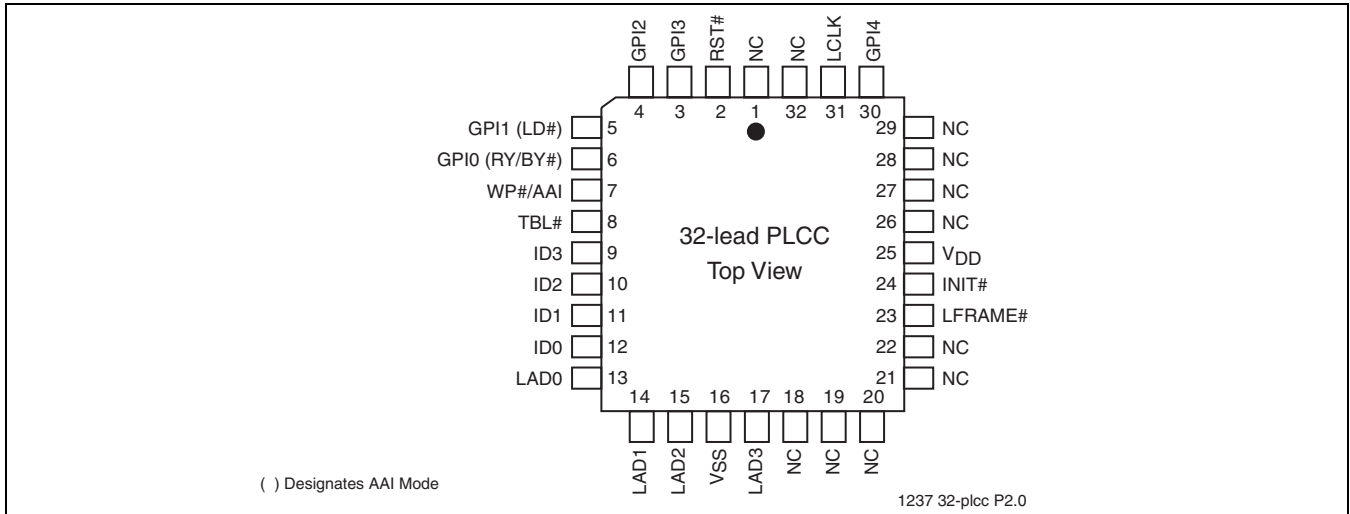 GPI2
GPI3
RST#
NC
NC
LCLK
GPI4
4 3 2 1 32 31 30
GPI1 (LD#) 5
GPI0 (RY/BY#) 6
WP#/AAI 7
TBL# 8
ID3 9
ID2 10
ID1 11
ID0 12
LAD0 13
32-lead PLCC
Top View
29 NC
28 NC
27 NC
26 NC
25 VDD
24 INIT#
23 LFRAME#
22 NC
21 NC
14 15 16 17 18 19 20
LAD1
LAD2
VSS
LAD3
NC
NC
NC
( ) Designates AAI Mode
1237 32-plcc P2.0